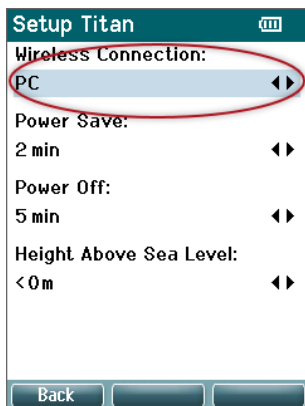 Setup Titan
Wireless Connection:
PC
Power Save:
2 min
Power Off:
5 min
Height Above Sea Level:
<0m
Back